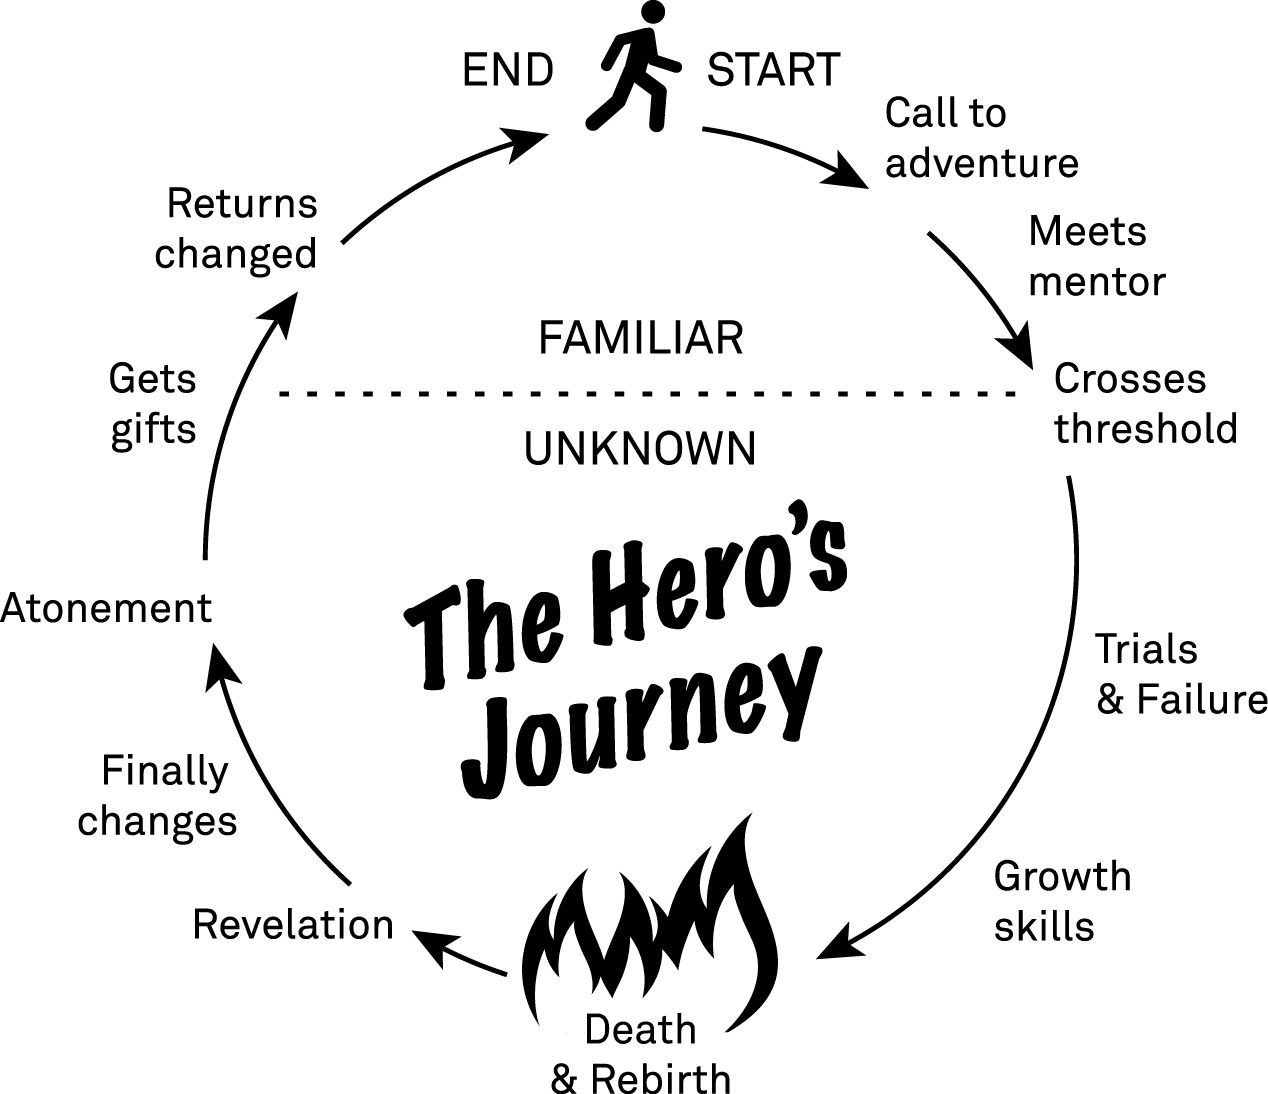 END
START
Call to
adventure
Meets
mentor
Crosses
threshold
Trials
& Failure
Growth
skills
Death
& Rebirth
Revelation
Finally
changes
Atonement
Gets
gifts
Returns
changed
FAMILIAR
UNKNOWN
The Hero's
Journey